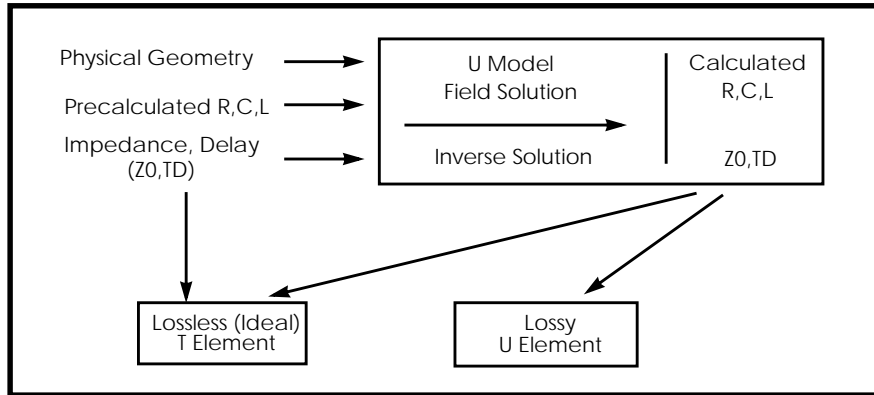 Physical Geometry
Precalculated R,C,L
Impedance, Delay
(Z0,TD)
U Model
Field Solution
Inverse Solution
Calculated
R,C,L
Z0,TD
Lossless (Ideal)
T Element
Lossy
U Element